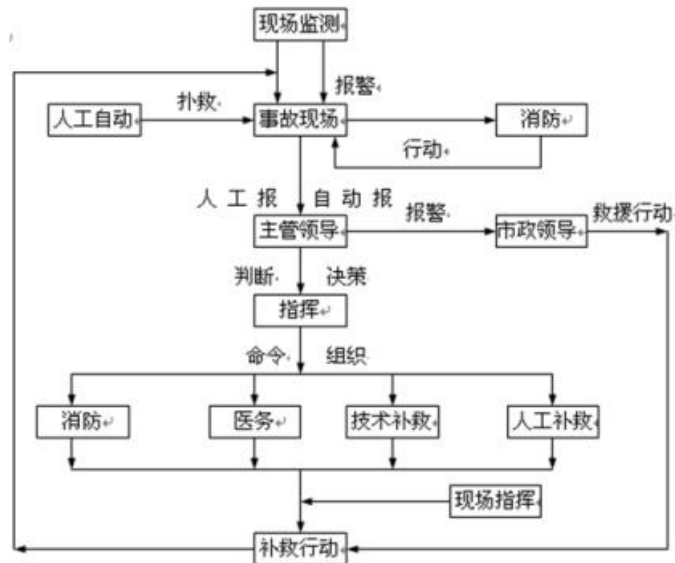 现场监测
报警
扑救
人工自动
事故现场
消防
行动
人工报 自动报
报警
救援行动
主管领导
市政领导
判断 决策
指挥
命令 组织
消防
医务
技术补救
人工补救
现场指挥
补救行动